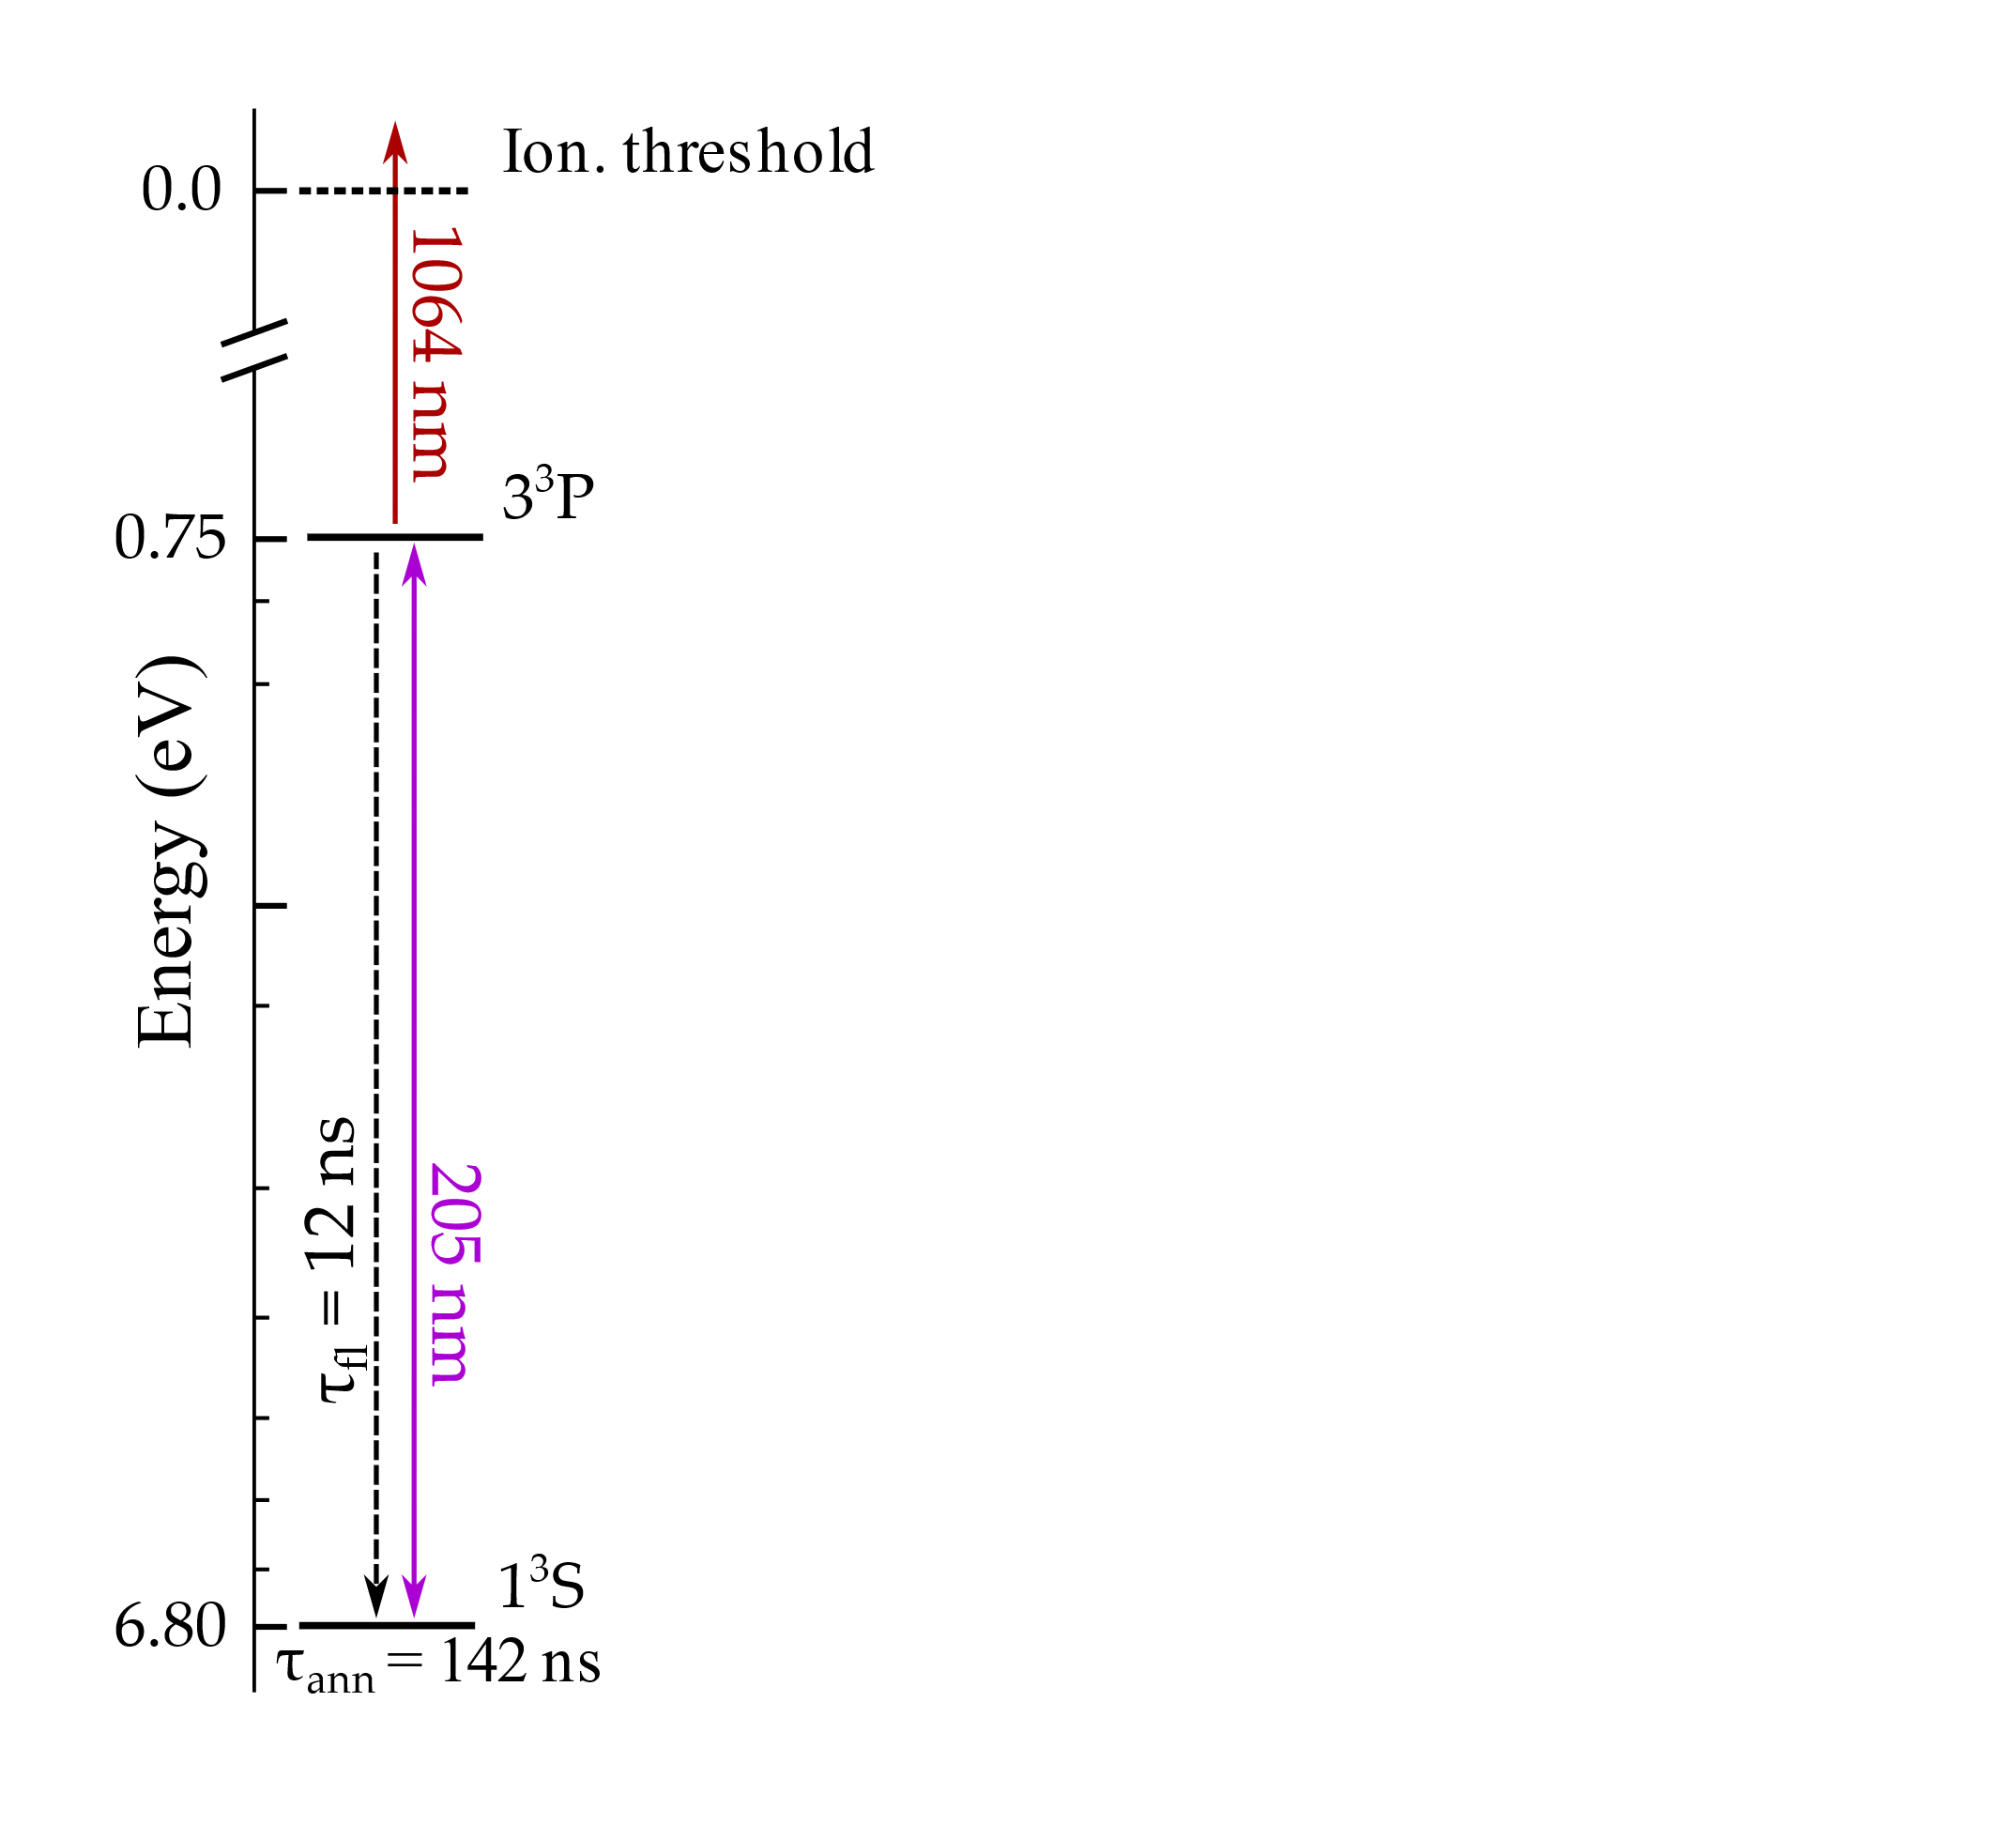 Ion. threshold
0.0
1064 nm
3³P
0.75
Energy (eV)
τfl = 12 ns
205 nm
1³S
6.80
τann = 142 ns